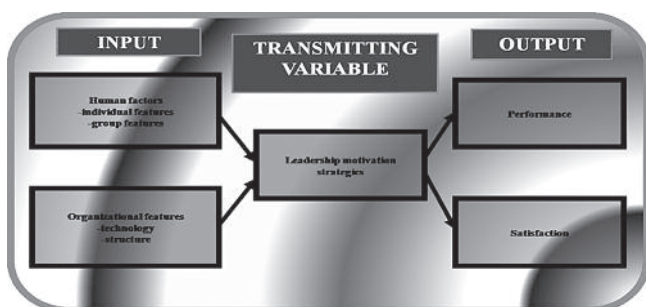 INPUT
TRANSMITTING
VARIABLE
OUTPUT
Human factors
-individual features
-group features
Leadership motivation
strategies
Performance
Organizational features
-technology
-structure
Satisfaction